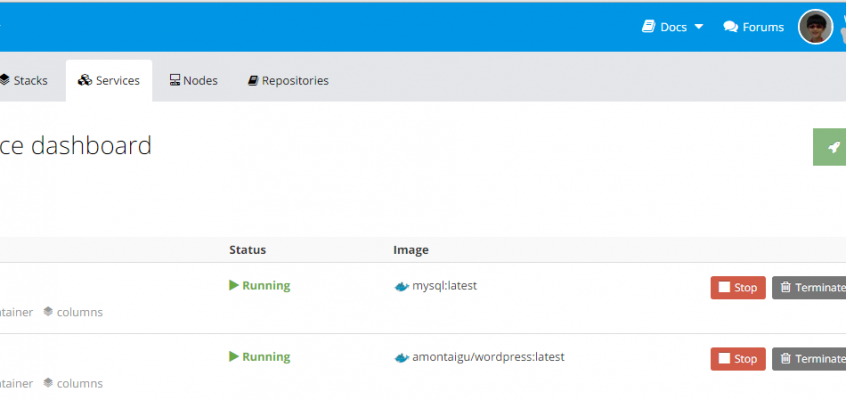 Docs Forums
Stacks Services Nodes Repositories
ce dashboard
Status Image
Running mysql:latest Stop Terminate
tainer columns
Running amontaigu/wordpress:latest Stop Terminate
tainer columns